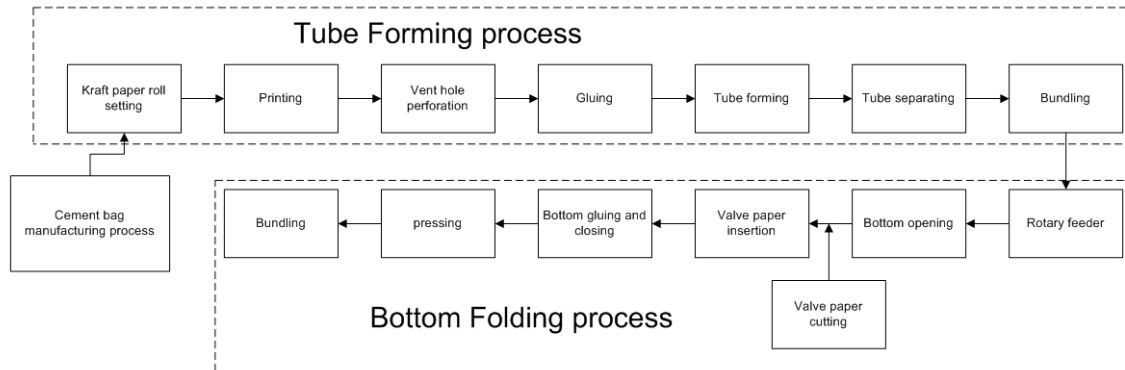 Tube Forming process
Kraft paper roll
setting
Printing
Vent hole
perforation
Gluing
Tube forming
Tube separating
Bundling
Cement bag
manufacturing process
Bundling
pressing
Bottom gluing and
closing
Valve paper
insertion
Bottom opening
Rotary feeder
Valve paper
cutting
Bottom Folding process